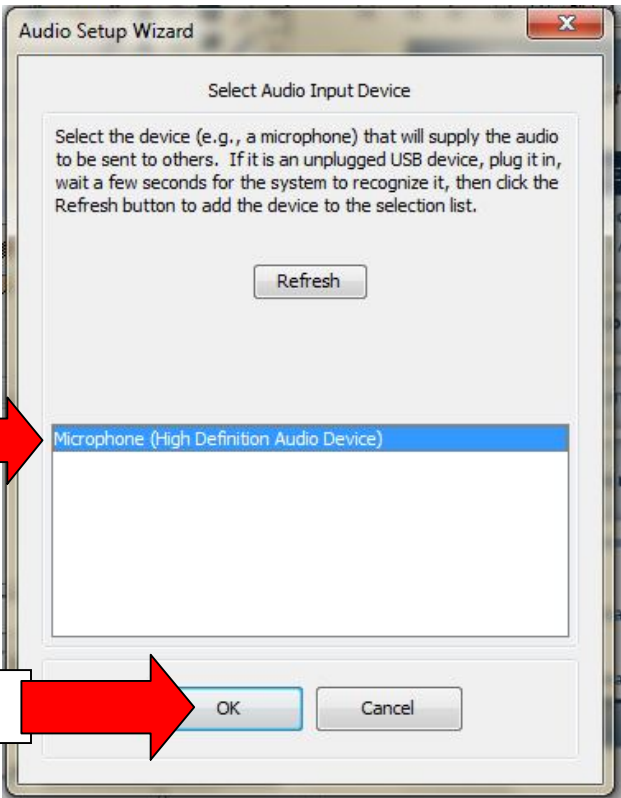 Audio Setup Wizard
Select Audio Input Device
Select the device (e.g., a microphone) that will supply the audio
to be sent to others. If it is an unplugged USB device, plug it in,
wait a few seconds for the system to recognize it, then click the
Refresh button to add the device to the selection list.
Refresh
Microphone (High Definition Audio Device)
OK
Cancel